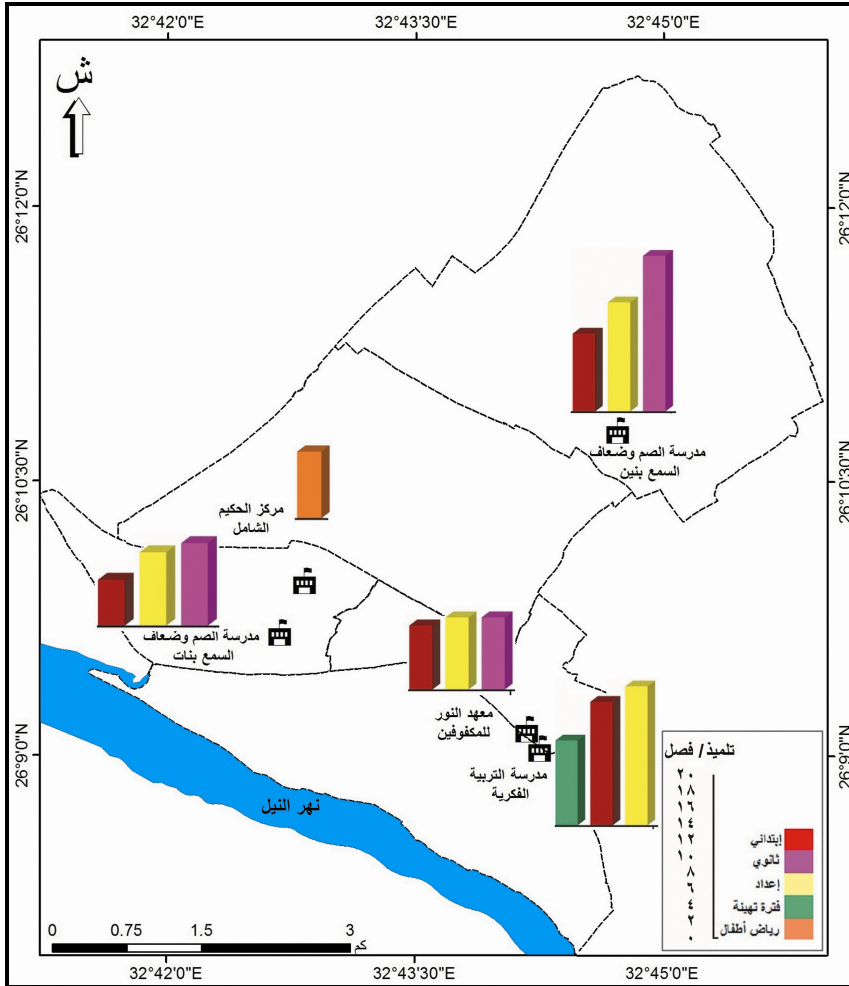 32°42'0"E
32°43'30"E
32°45'0"E
ش
26°12'0"N
26°12'0"N
مدرسة الصم وضعاف
السمع بنين
26°10'30"N
26°10'30"N
مركز الحكيم
الشامل
مدرسة الصم وضعاف
السمع بنات
معهد النور
للمكفوفين
26°9'0"N
26°9'0"N
مدرسة التربية
الفكرية
نهر النيل
تلميذ/ فصل
٢٠
١٨
١٦
١٤
١٢
١٠
٨
٦
٤
٢
٠
إبتدائي
ثانوي
إعداد
فترة تهيئة
رياض أطفال
0 0.75 1.5 3
كم
32°42'0"E
32°43'30"E
32°45'0"E